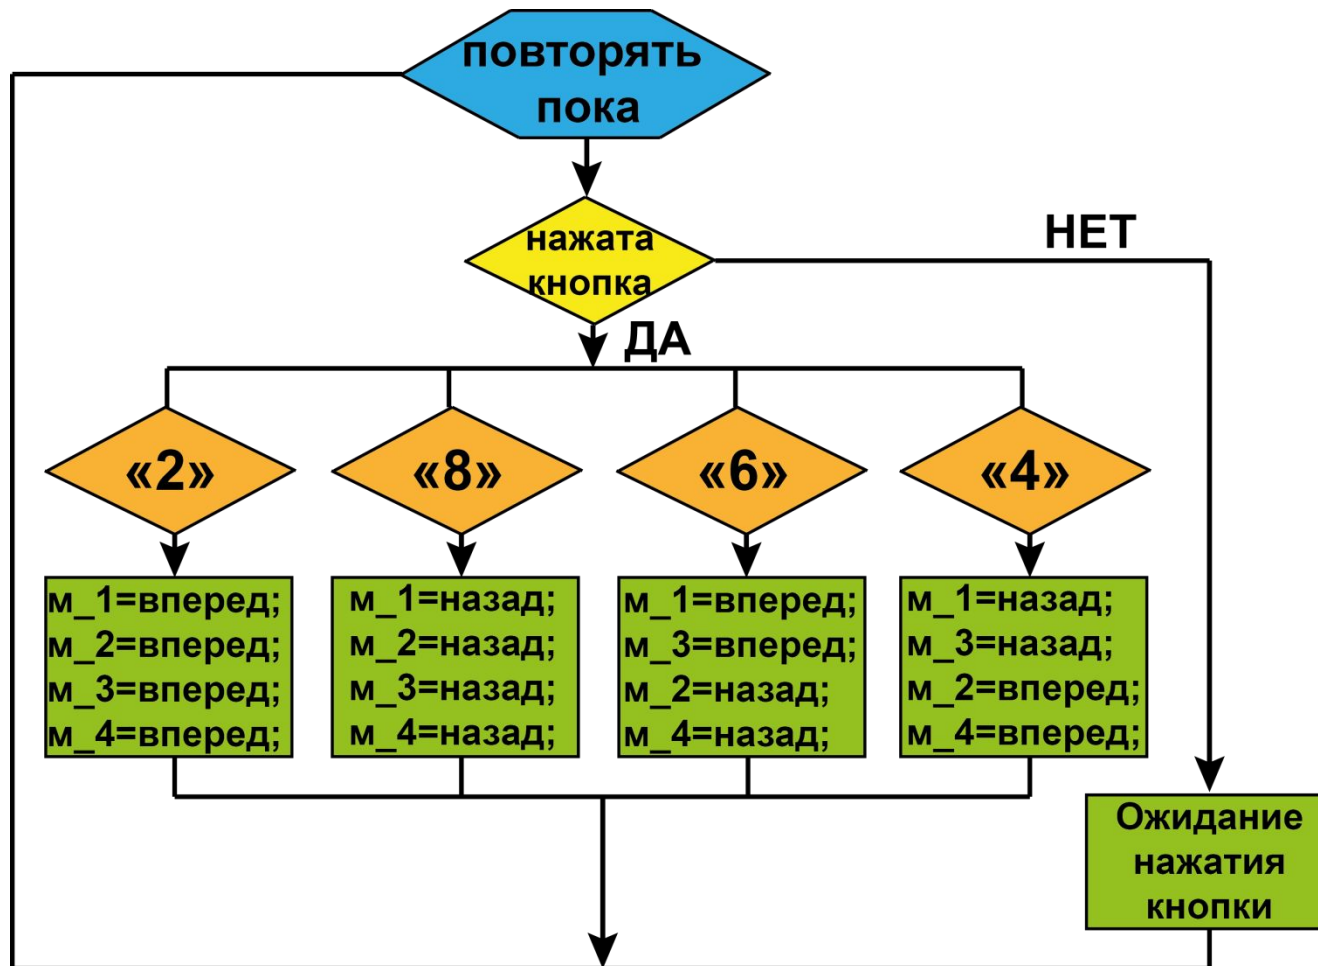 повторять
пока
нажата
кнопка
НЕТ
ДА
«2»
«8»
«6»
«4»
м_1=вперед;
м_2=вперед;
м_3=вперед;
м_4=вперед;
м_1=назад;
м_2=назад;
м_3=назад;
м_4=назад;
м_1=вперед;
м_3=вперед;
м_2=назад;
м_4=назад;
м_1=назад;
м_3=назад;
м_2=вперед;
м_4=вперед;
Ожидание
нажатия
кнопки